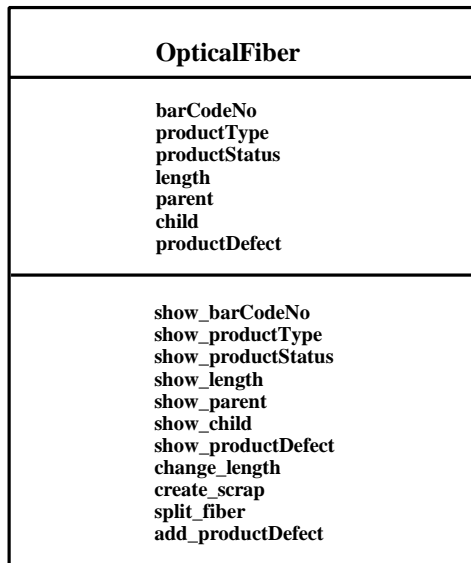 OpticalFiber
barCodeNo
productType
productStatus
length
parent
child
productDefect
show_barCodeNo
show_productType
show_productStatus
show_length
show_parent
show_child
show_productDefect
change_length
create_scrap
split_fiber
add_productDefect